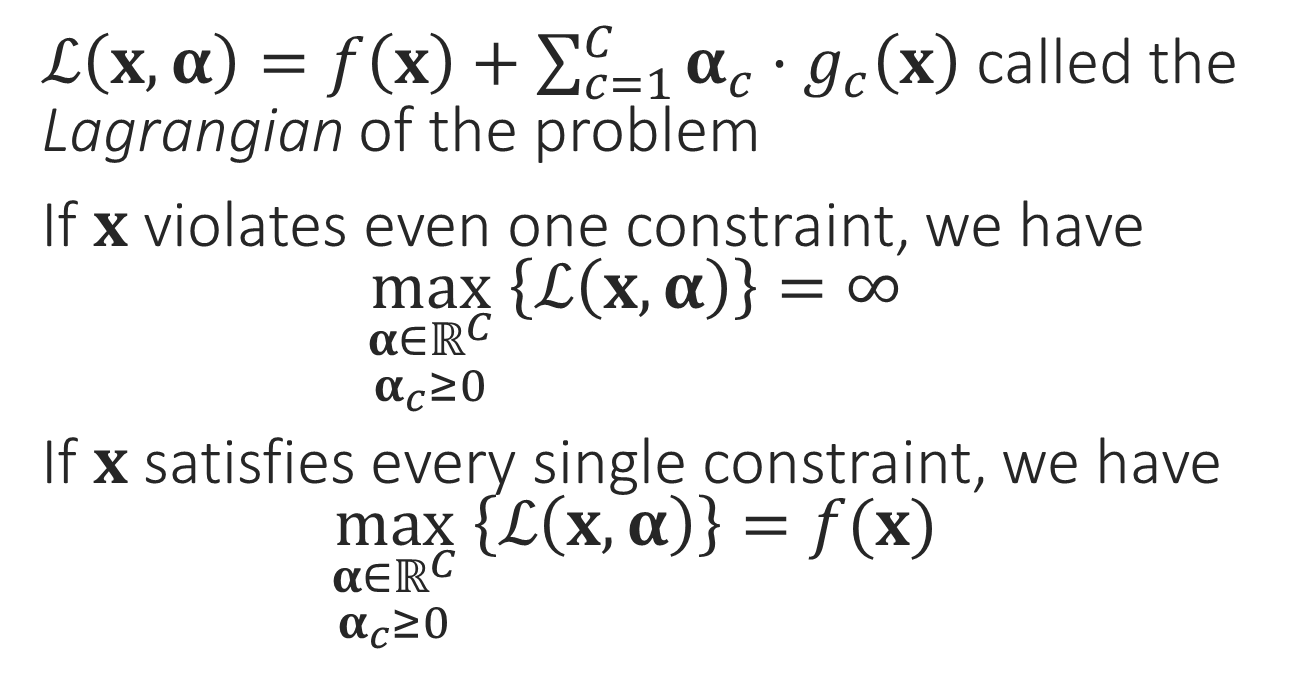 ℒ(𝐱, 𝛂) = f(𝐱) + ∑_{c=1}^{C} 𝛂_c · g_c(𝐱) called the
Lagrangian of the problem
If 𝐱 violates even one constraint, we have
max_{𝛂∈ℝ^C, 𝛂_c≥0} {ℒ(𝐱, 𝛂)} = ∞
If 𝐱 satisfies every single constraint, we have
max_{𝛂∈ℝ^C, 𝛂_c≥0} {ℒ(𝐱, 𝛂)} = f(𝐱)